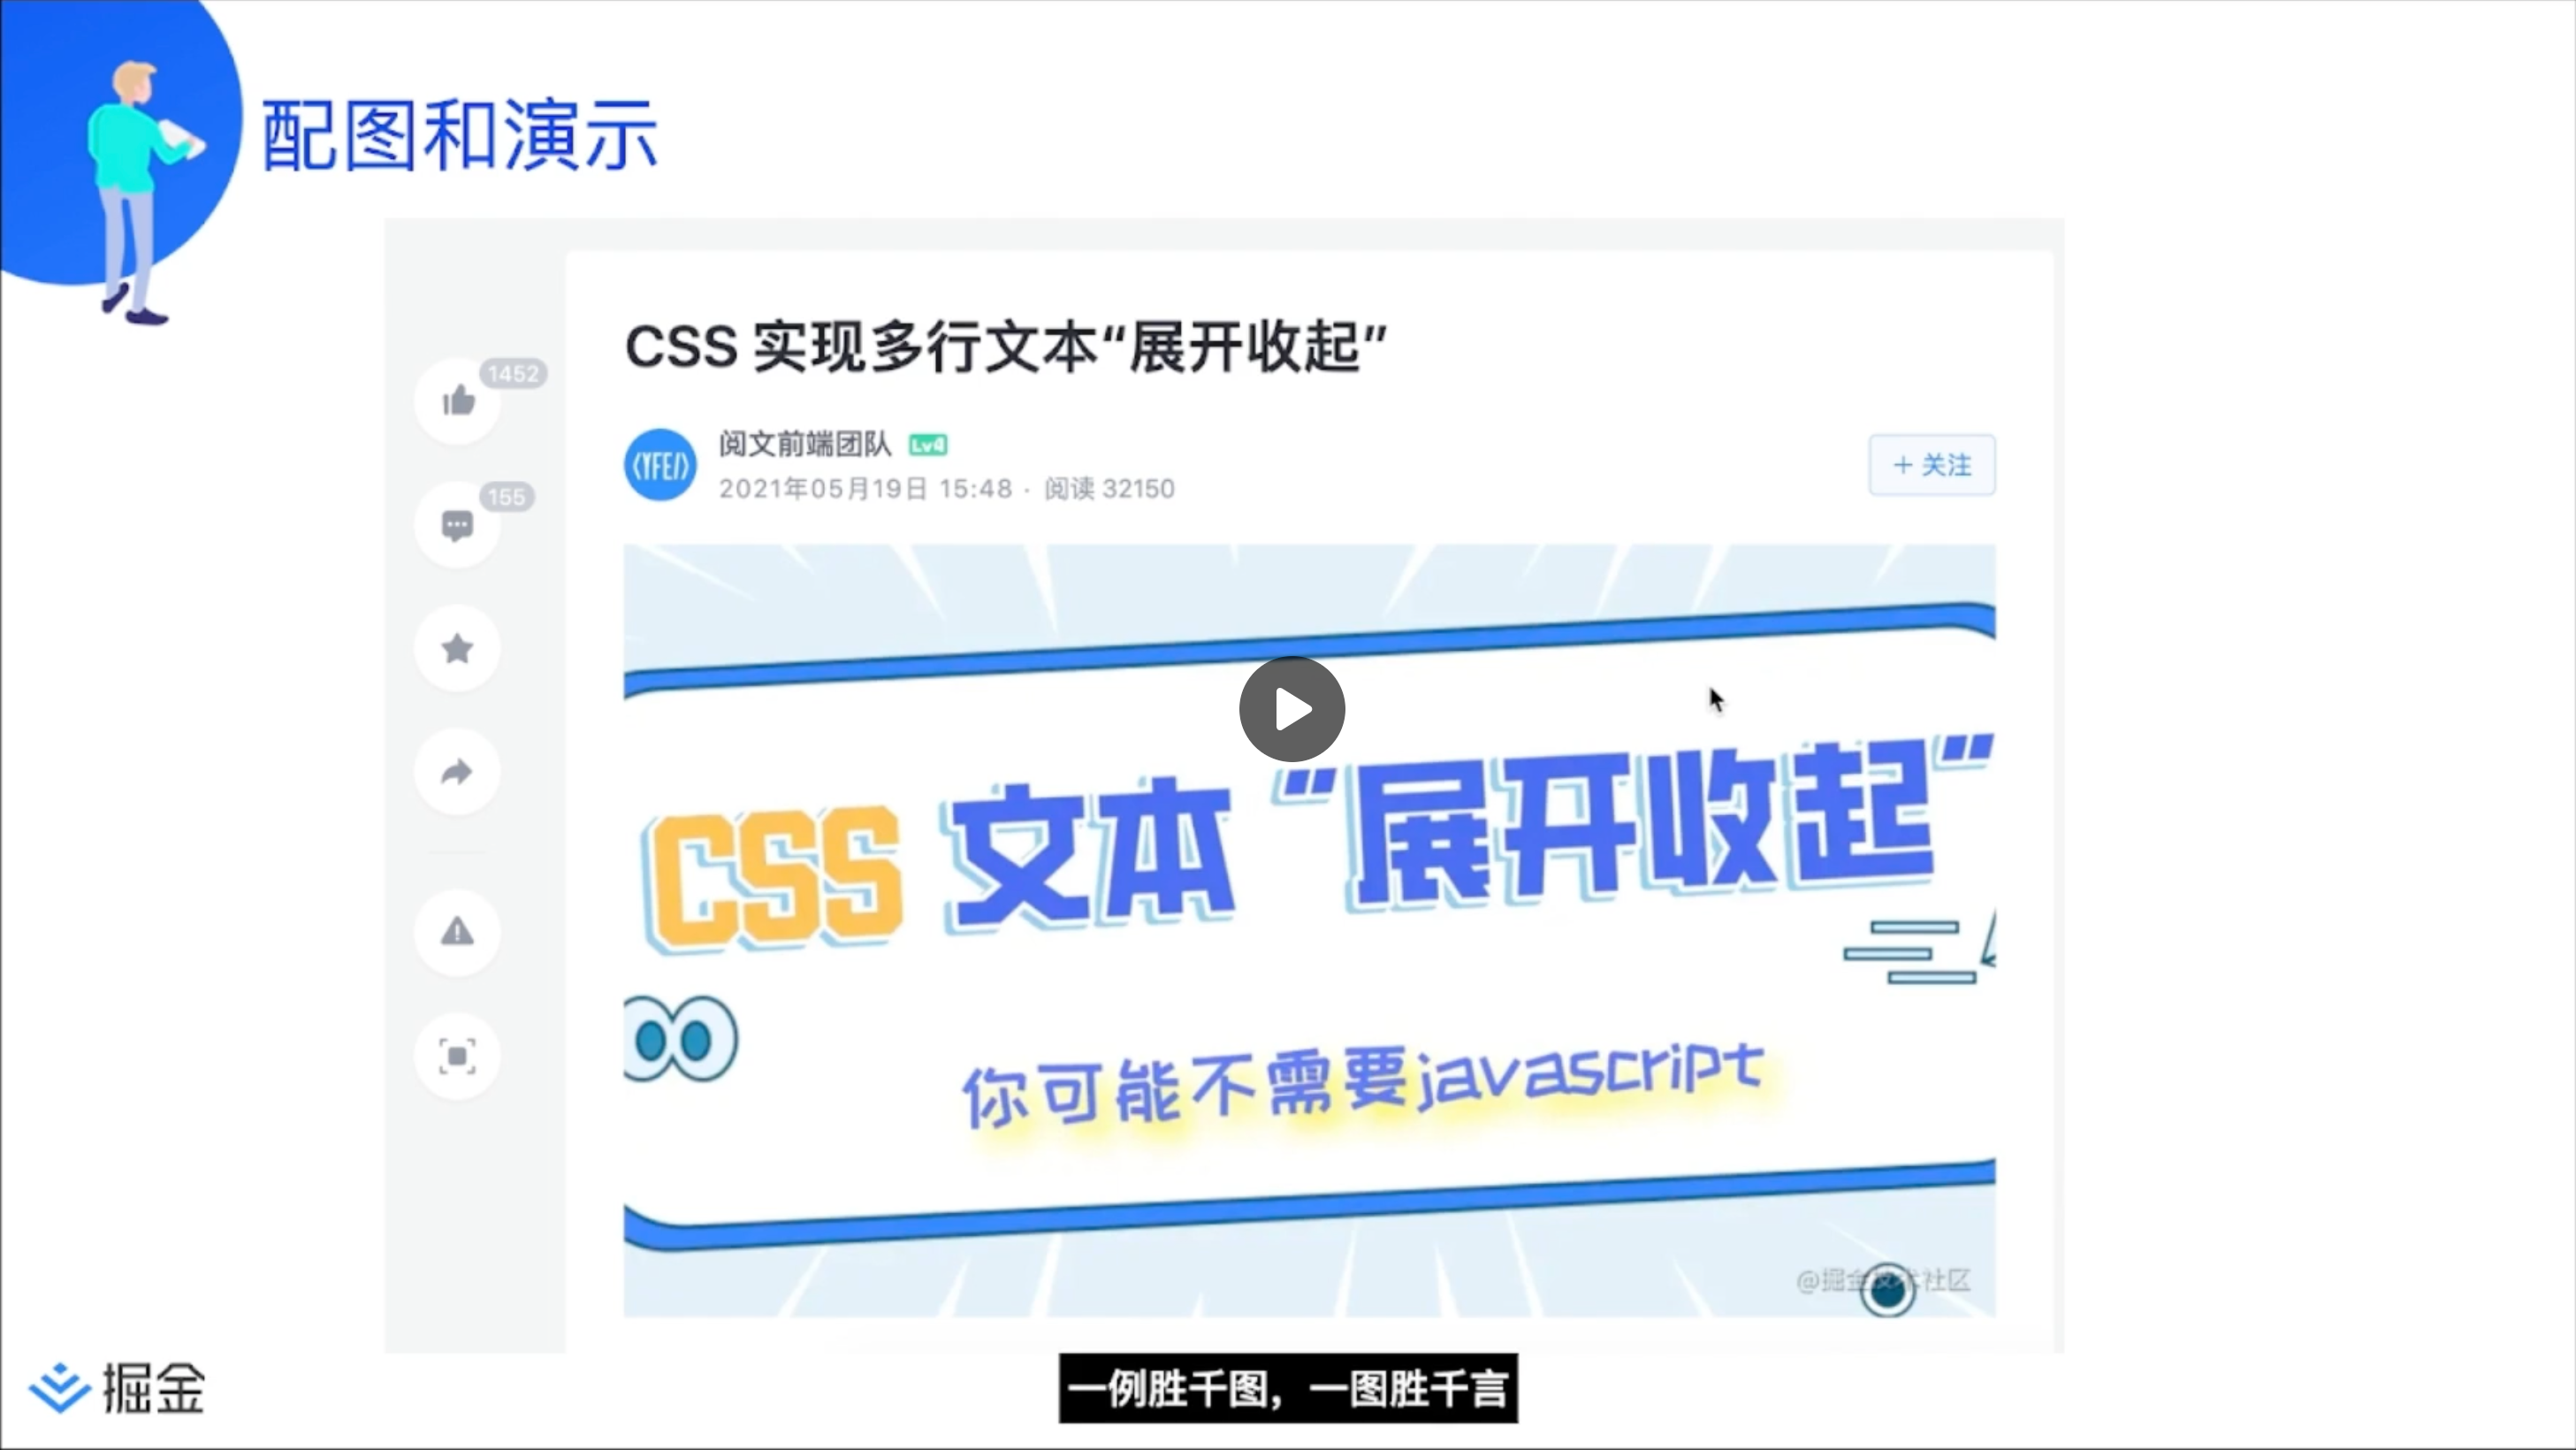 配图和演示
CSS 实现多行文本“展开收起”
1452
阅文前端团队 Lv4
<YFE/>
2021年05月19日 15:48 · 阅读 32150
+ 关注
155
CSS 文本“展开收起”
你可能不需要javascript
@掘金技术社区
掘金
一例胜千图，一图胜千言